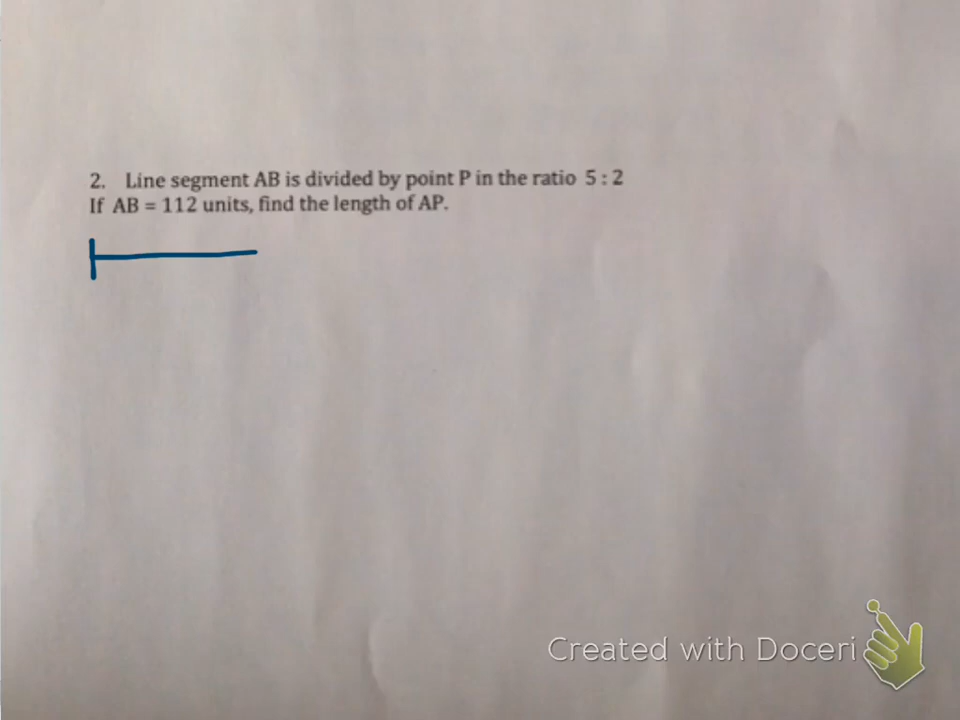 2. Line segment AB is divided by point P in the ratio 5 : 2
If AB = 112 units, find the length of AP.
Created with Doceri